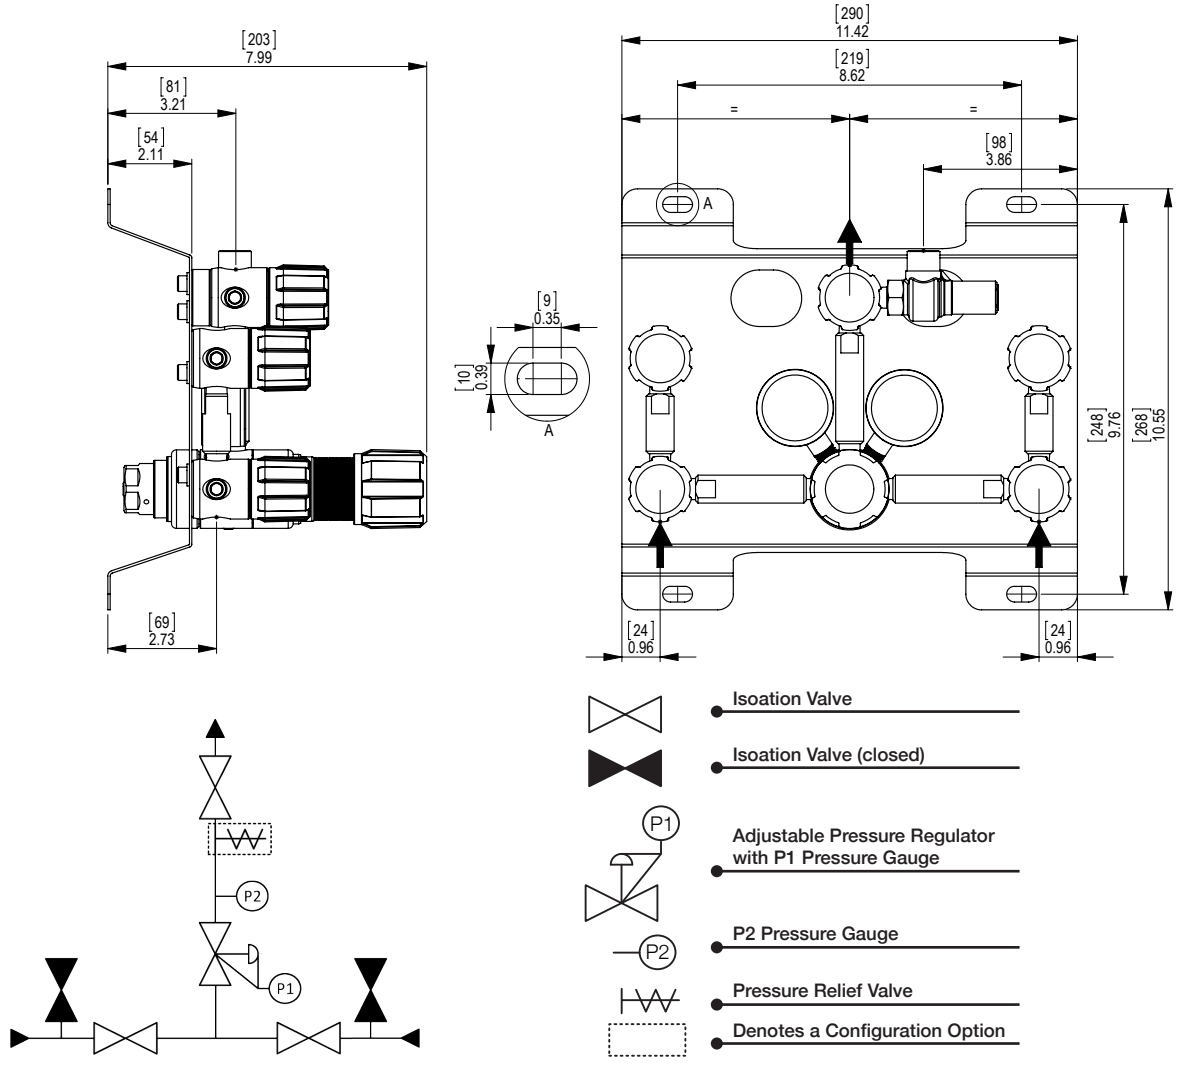 [203]
7.99
[81]
3.21
[54]
2.11
[69]
2.73
[9]
0.35
[10]
0.39
A
[290]
11.42
[219]
8.62
=
=
[98]
3.86
A
[248]
9.76
[268]
10.55
[24]
0.96
[24]
0.96
P2
P1
Isoation Valve
Isoation Valve (closed)
P1
Adjustable Pressure Regulator
with P1 Pressure Gauge
P2
P2 Pressure Gauge
Pressure Relief Valve
Denotes a Configuration Option